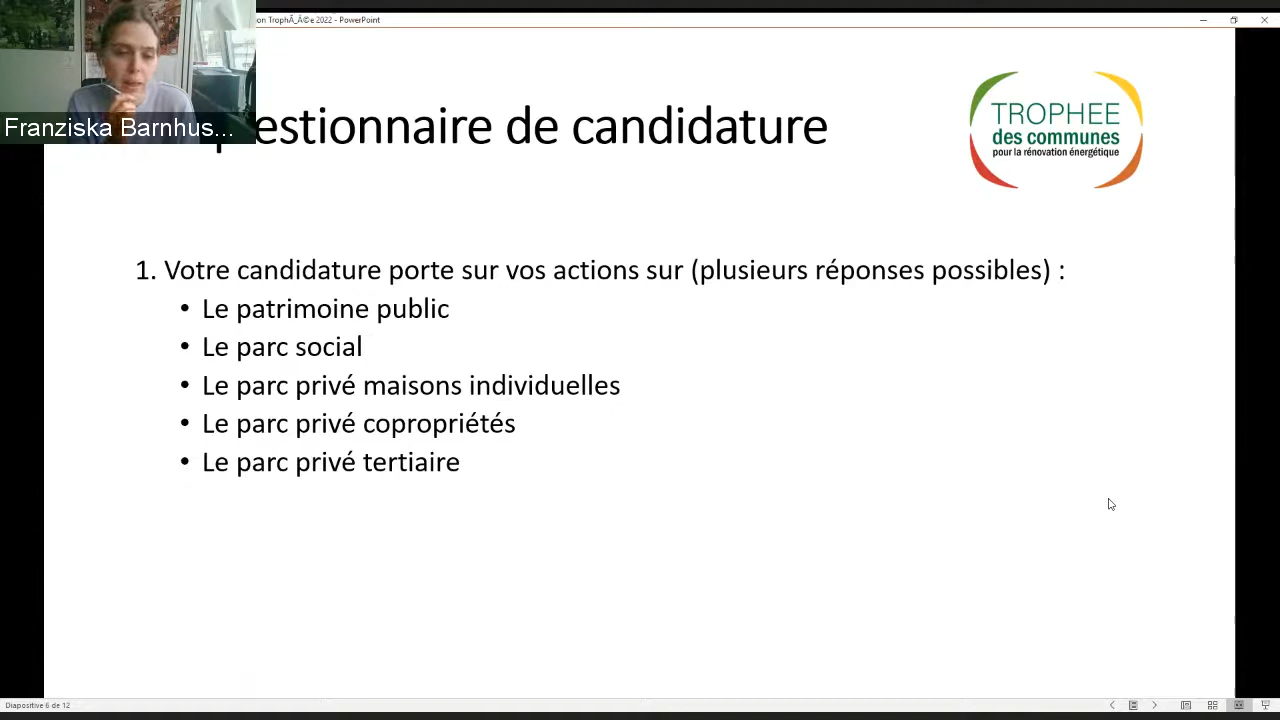 on TrophÃ_Ã©e 2022 - PowerPoint
Franziska Barnhus...
questionnaire de candidature
TROPHEE
des communes
pour la rénovation énergétique
1. Votre candidature porte sur vos actions sur (plusieurs réponses possibles) :
• Le patrimoine public
• Le parc social
• Le parc privé maisons individuelles
• Le parc privé copropriétés
• Le parc privé tertiaire
Diapositive 6 de 12